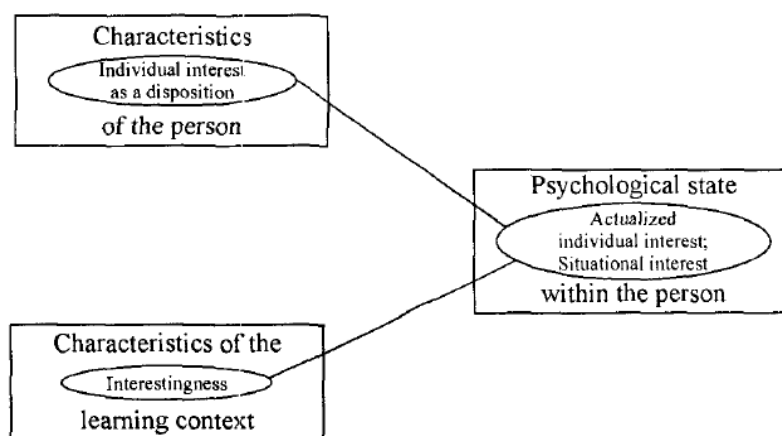 Characteristics
Individual interest
as a disposition
of the person
Psychological state
Actualized
individual interest;
Situational interest
within the person
Characteristics of the
Interestingness
learning context